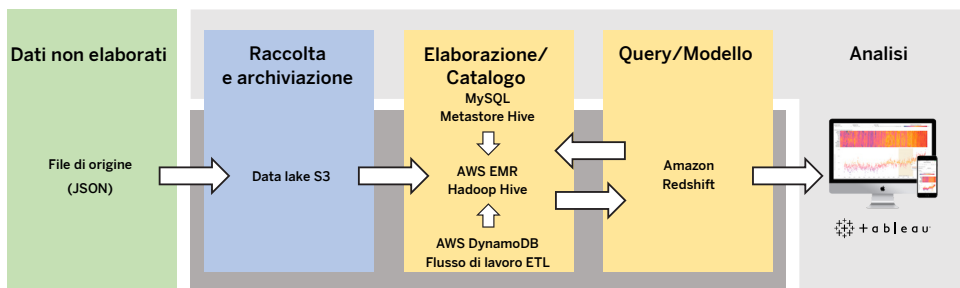 Dati non elaborati
File di origine
(JSON)
Raccolta
e archiviazione
Data lake S3
Elaborazione/
Catalogo
MySQL
Metastore Hive
AWS EMR
Hadoop Hive
AWS DynamoDB
Flusso di lavoro ETL
Query/Modello
Amazon
Redshift
Analisi
+ableau